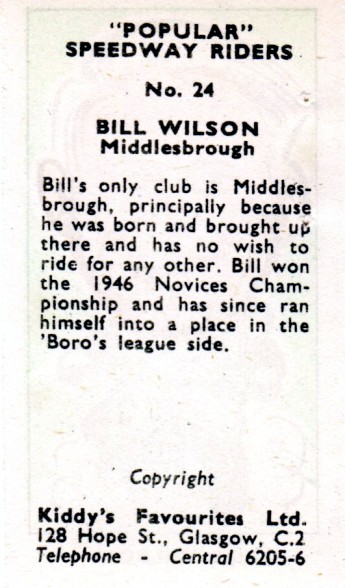 "POPULAR"
SPEEDWAY RIDERS
No. 24
BILL WILSON
Middlesbrough
Bill's only club is Middles-
brough, principally because
he was born and brought up
there and has no wish to
ride for any other. Bill won
the 1946 Novices Cham-
pionship and has since ran
himself into a place in the
'Boro's league side.
Copyright
Kiddy's Favourites Ltd.
128 Hope St., Glasgow, C.2
Telephone - Central 6205-6